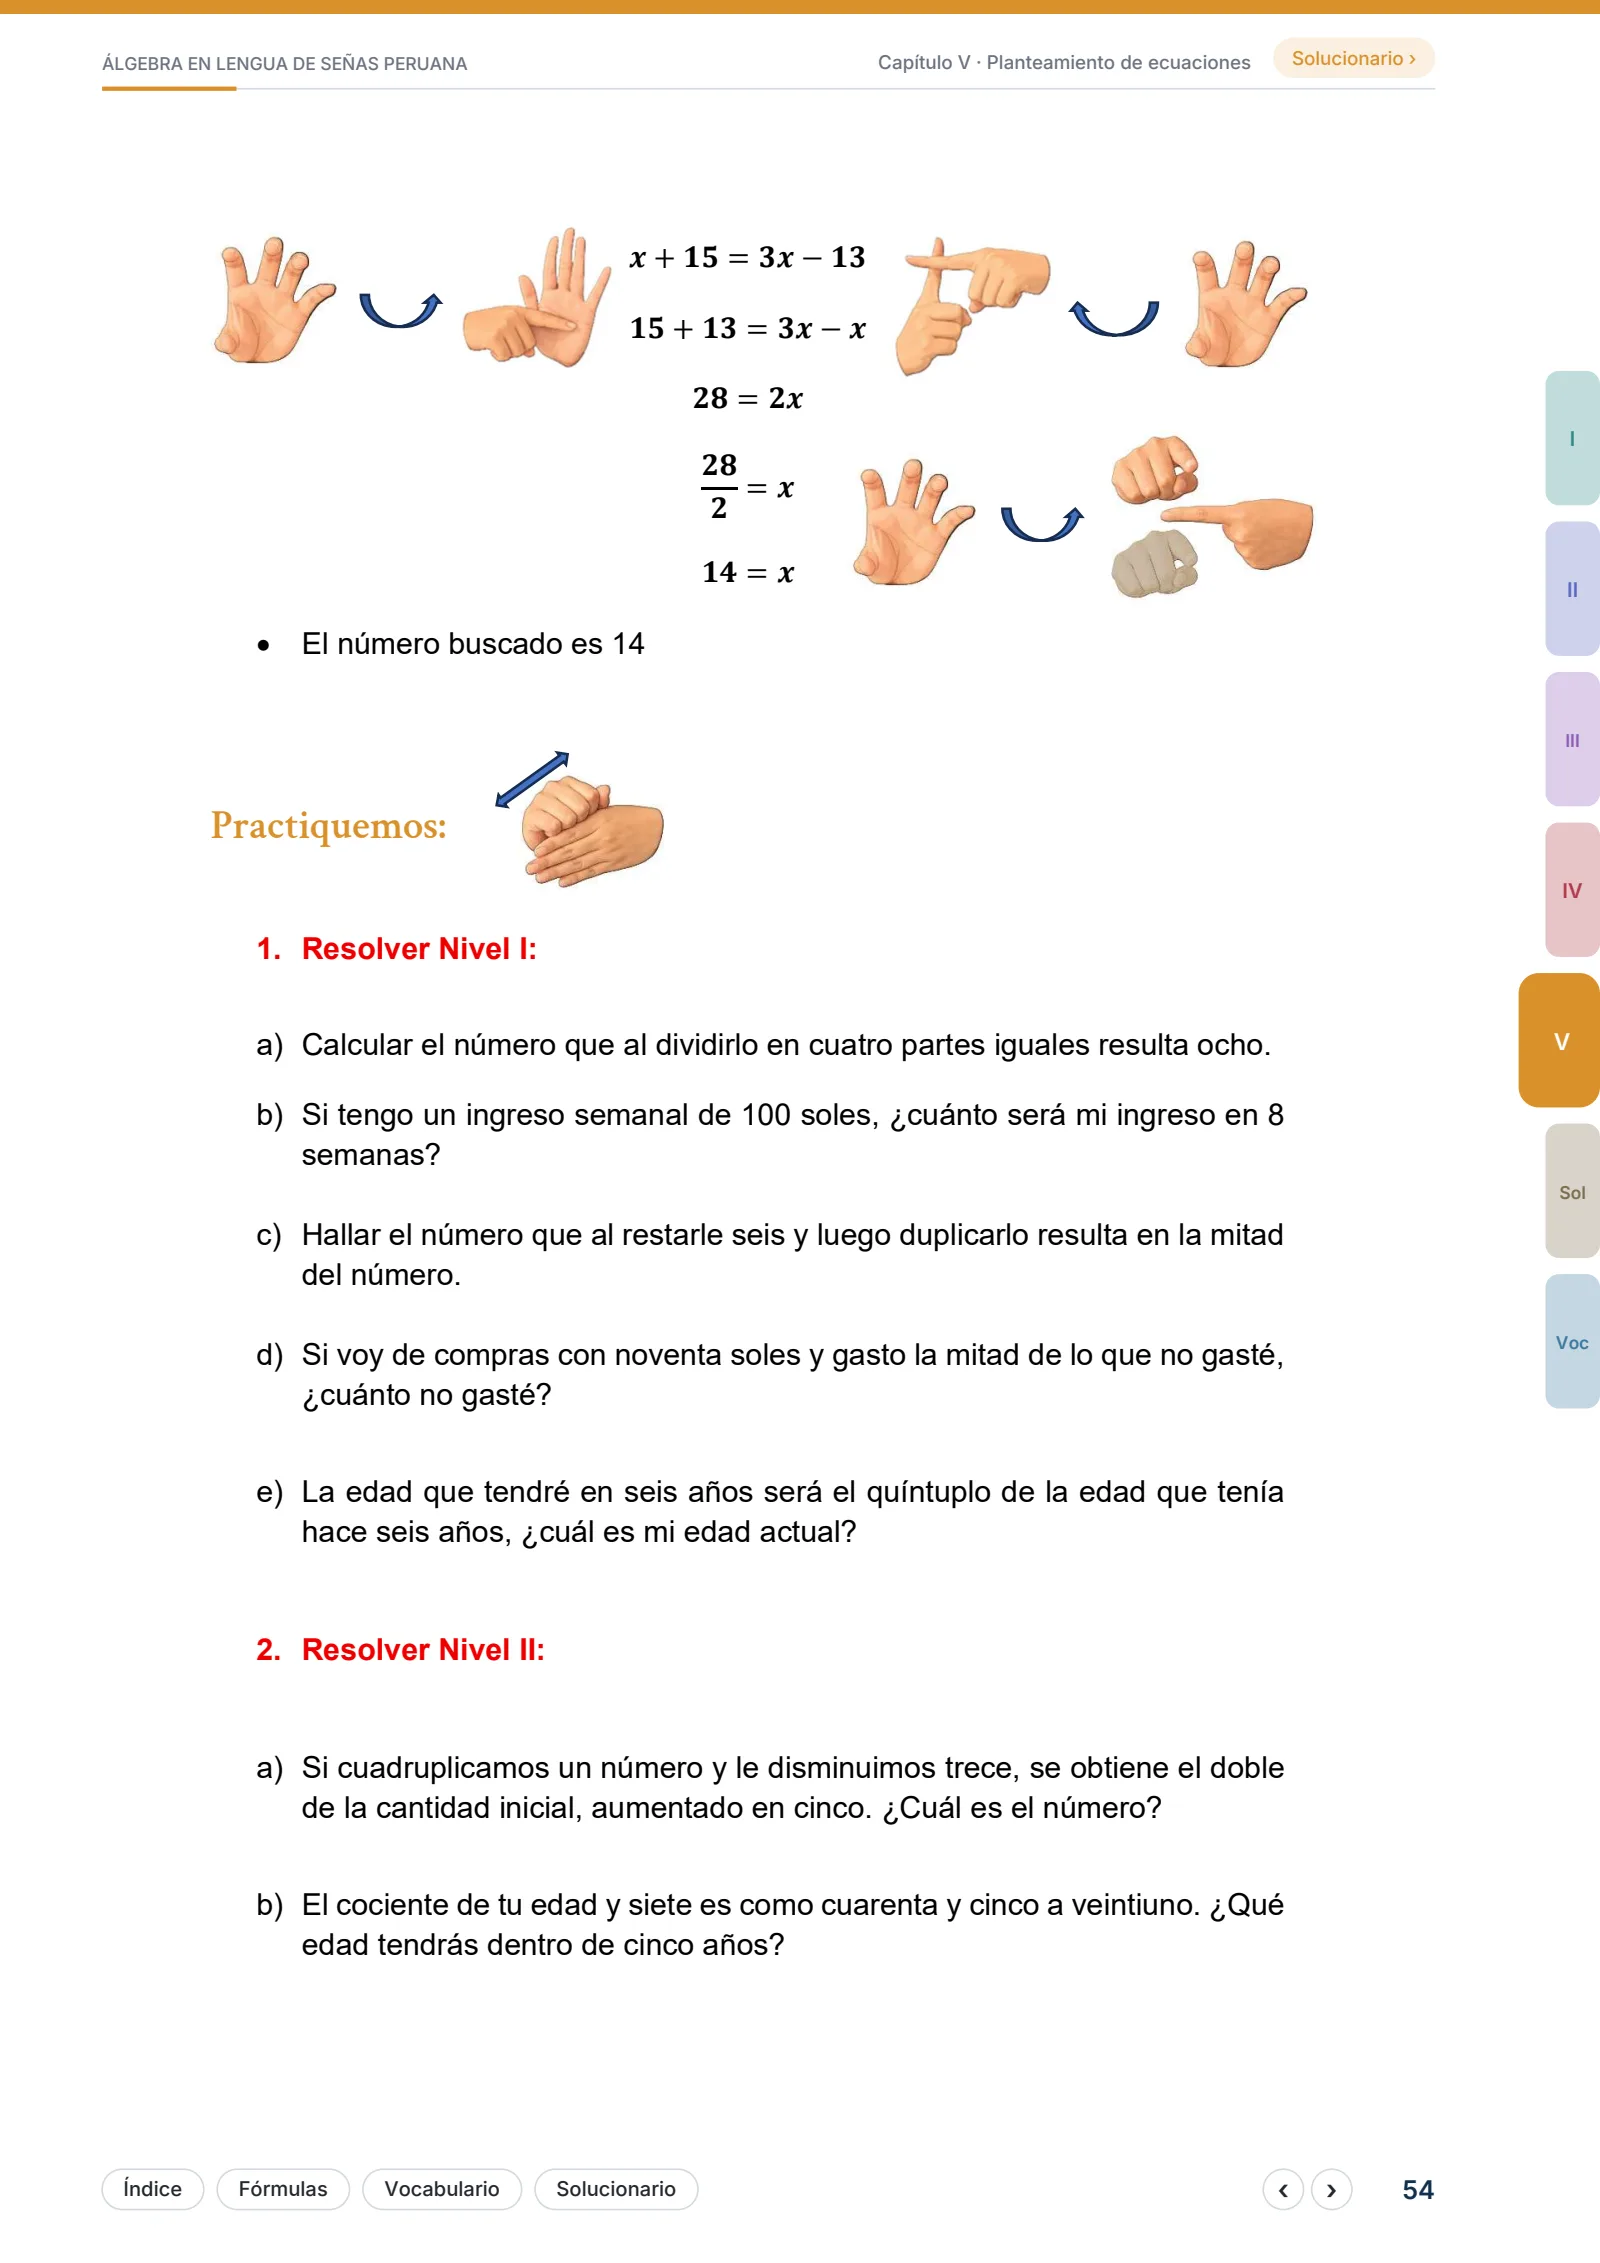 ÁLGEBRA EN LENGUA DE SEÑAS PERUANA
Capítulo V · Planteamiento de ecuaciones
Solucionario ›
x + 15 = 3x − 13
15 + 13 = 3x − x
28 = 2x
28/2 = x
14 = x
• El número buscado es 14
Practiquemos:
1. Resolver Nivel I:
a) Calcular el número que al dividirlo en cuatro partes iguales resulta ocho.
b) Si tengo un ingreso semanal de 100 soles, ¿cuánto será mi ingreso en 8
semanas?
c) Hallar el número que al restarle seis y luego duplicarlo resulta en la mitad
del número.
d) Si voy de compras con noventa soles y gasto la mitad de lo que no gasté,
¿cuánto no gasté?
e) La edad que tendré en seis años será el quíntuplo de la edad que tenía
hace seis años, ¿cuál es mi edad actual?
2. Resolver Nivel II:
a) Si cuadruplicamos un número y le disminuimos trece, se obtiene el doble
de la cantidad inicial, aumentado en cinco. ¿Cuál es el número?
b) El cociente de tu edad y siete es como cuarenta y cinco a veintiuno. ¿Qué
edad tendrás dentro de cinco años?
I
II
III
IV
V
Sol
Voc
Índice
Fórmulas
Vocabulario
Solucionario
‹
›
54